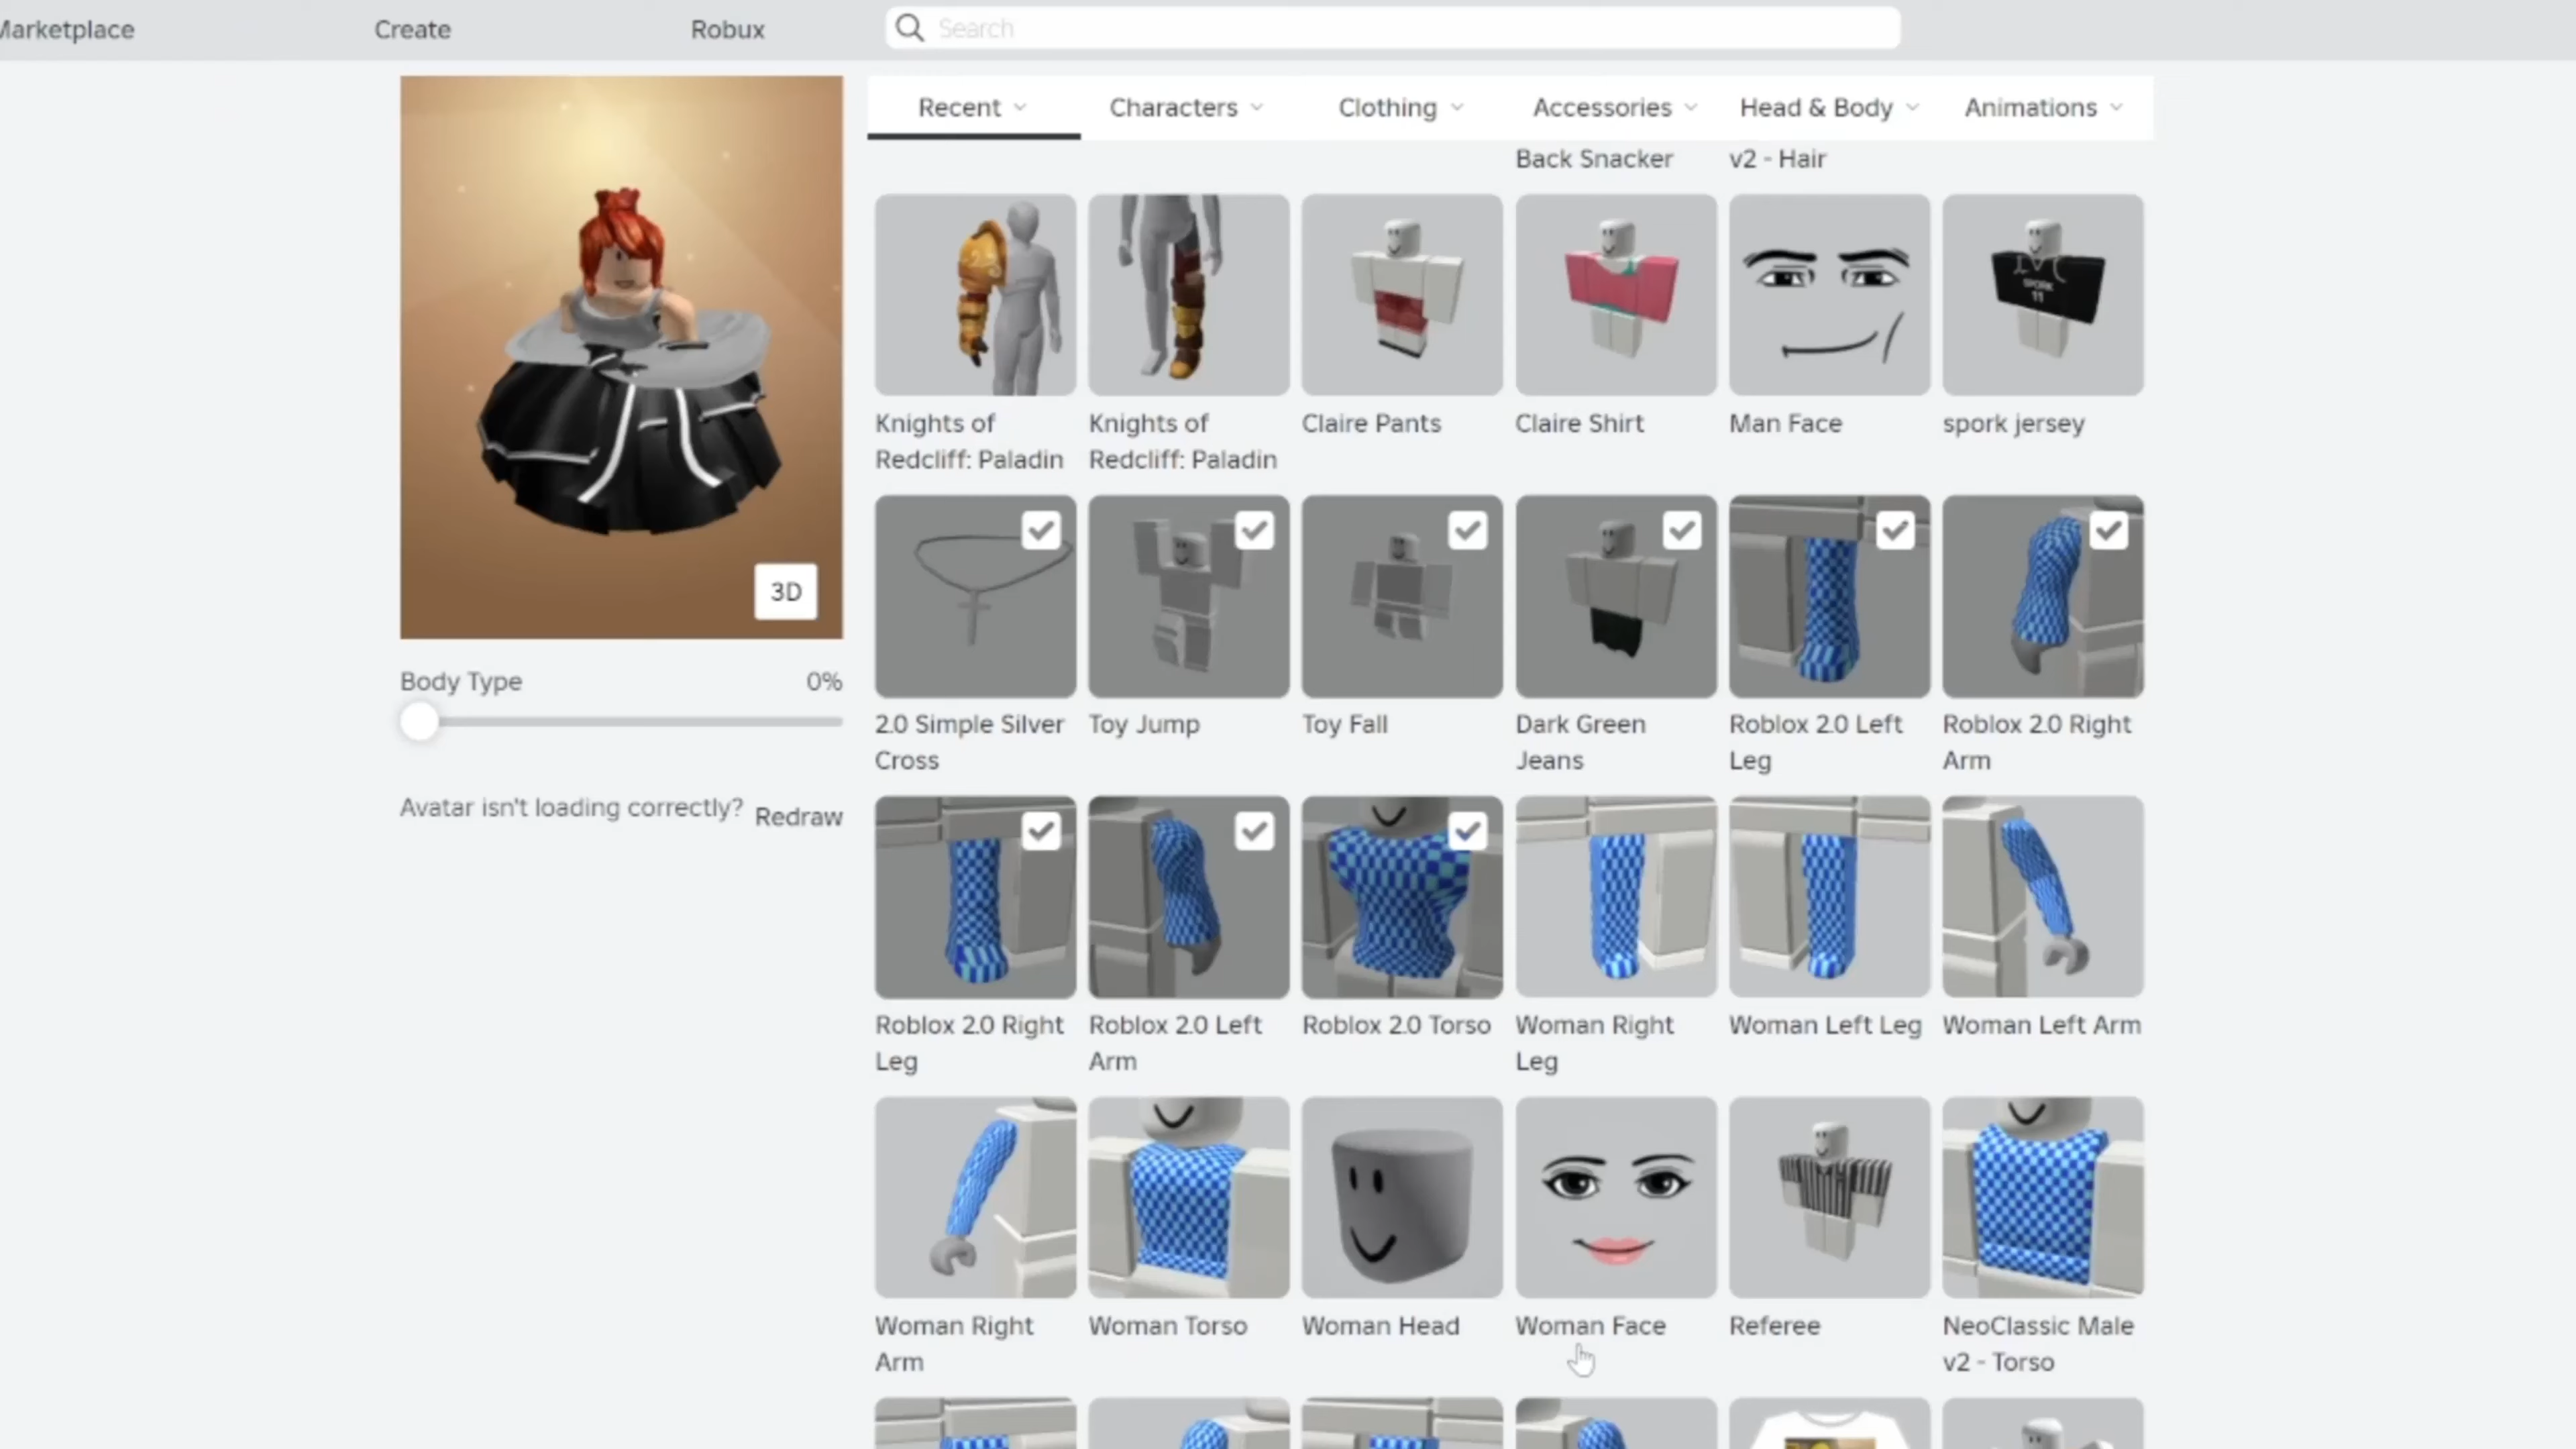 Marketplace
Create
Robux
Search
Recent
Characters
Clothing
Accessories
Head & Body
Animations
Back Snacker
v2 - Hair
Knights of
Redcliff: Paladin
Knights of
Redcliff: Paladin
Claire Pants
Claire Shirt
Man Face
SPORK
11
spork jersey
3D
Body Type
0%
Avatar isn't loading correctly?
Redraw
2.0 Simple Silver
Cross
Toy Jump
Toy Fall
Dark Green
Jeans
Roblox 2.0 Left
Leg
Roblox 2.0 Right
Arm
Roblox 2.0 Right
Leg
Roblox 2.0 Left
Arm
Roblox 2.0 Torso
Woman Right
Leg
Woman Left Leg
Woman Left Arm
Woman Right
Arm
Woman Torso
Woman Head
Woman Face
Referee
NeoClassic Male
v2 - Torso